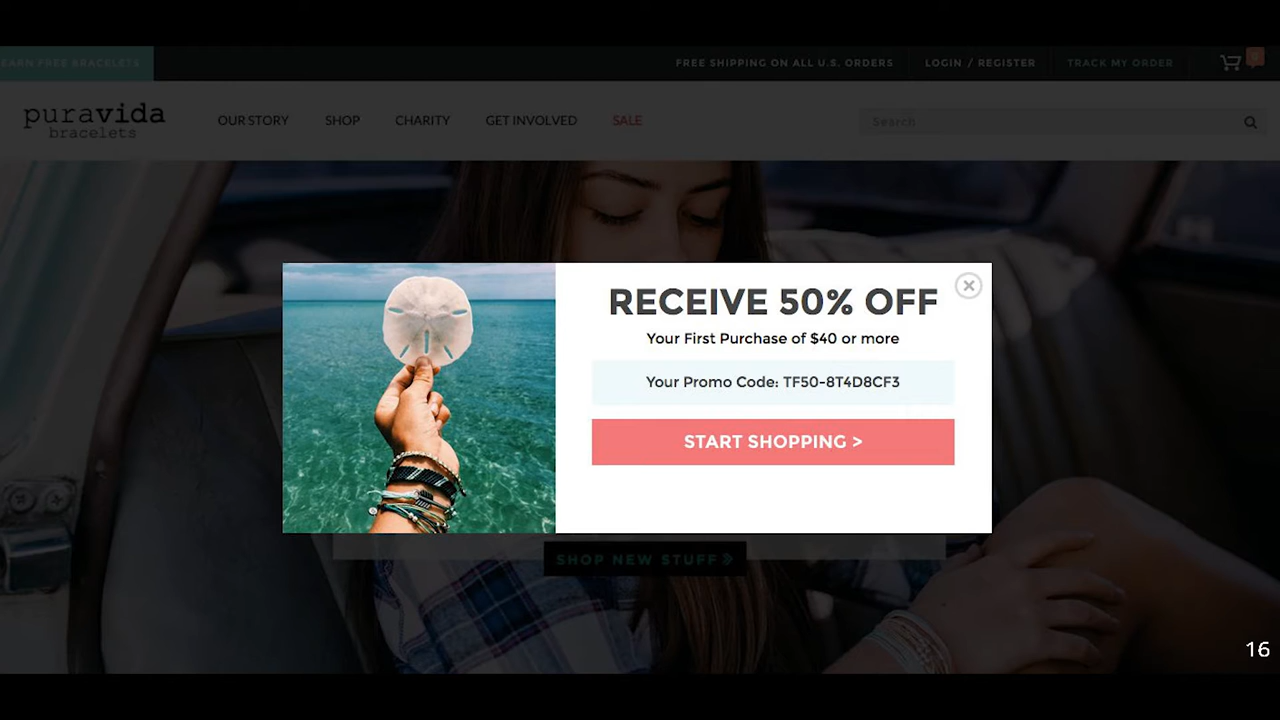 EARN FREE BRACELETS
FREE SHIPPING ON ALL U.S. ORDERS
LOGIN / REGISTER
TRACK MY ORDER
0
puravida
bracelets
OUR STORY
SHOP
CHARITY
GET INVOLVED
SALE
Search
RECEIVE 50% OFF
Your First Purchase of $40 or more
Your Promo Code: TF50-8T4D8CF3
START SHOPPING >
SHOP NEW STUFF
16